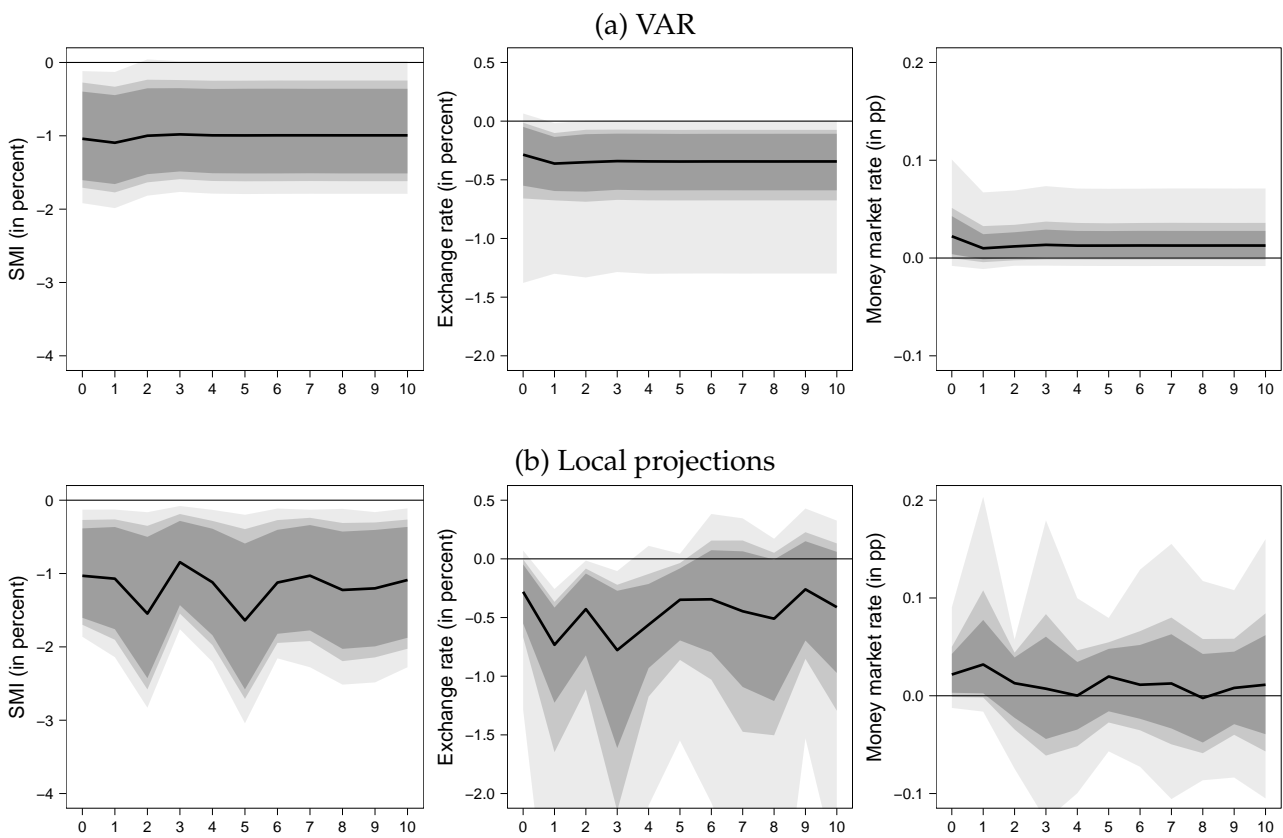 (a) VAR
SMI (in percent)
0
−1
−2
−3
−4
0 1 2 3 4 5 6 7 8 9 10
Exchange rate (in percent)
0.5
0.0
−0.5
−1.0
−1.5
−2.0
0 1 2 3 4 5 6 7 8 9 10
Money market rate (in pp)
0.2
0.1
0.0
−0.1
0 1 2 3 4 5 6 7 8 9 10
(b) Local projections
SMI (in percent)
0
−1
−2
−3
−4
0 1 2 3 4 5 6 7 8 9 10
Exchange rate (in percent)
0.5
0.0
−0.5
−1.0
−1.5
−2.0
0 1 2 3 4 5 6 7 8 9 10
Money market rate (in pp)
0.2
0.1
0.0
−0.1
0 1 2 3 4 5 6 7 8 9 10